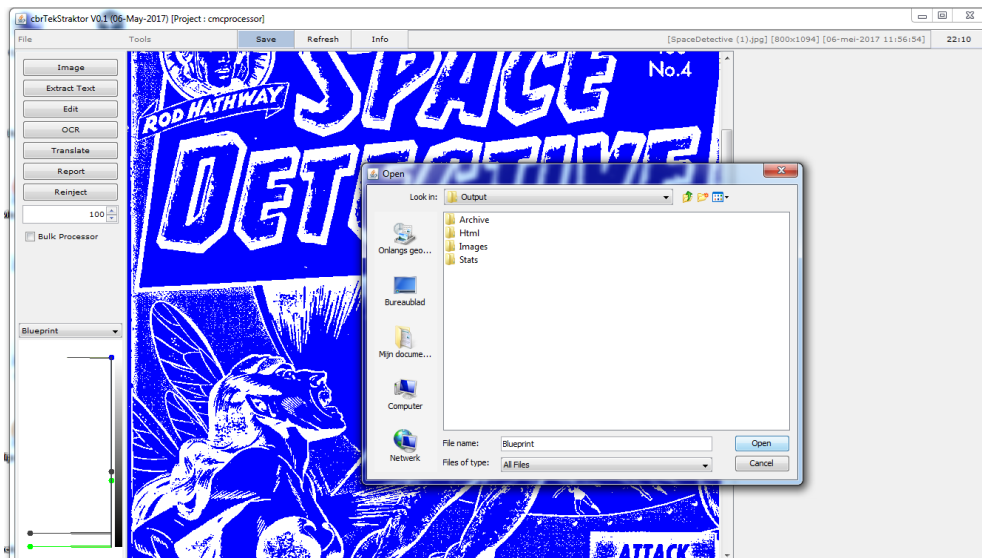 cbrTekStraktor V0.1 (06-May-2017) [Project : cmcprocessor]
File Tools Save Refresh Info [SpaceDetective (1).jpg] [800x1094] [06-mei-2017 11:56:54] 22:10
Image
Extract Text
Edit
OCR
Translate
Report
Reinject
100
Bulk Processor
Blueprint
No.4
ROD HATHWAY
SPACE
DETECTIVE
ATTACK
Open
Look in: Output
Archive
Html
Images
Stats
Onlangs geo...
Bureaublad
Mijn docume...
Computer
Netwerk
File name: Blueprint Open
Files of type: All Files Cancel